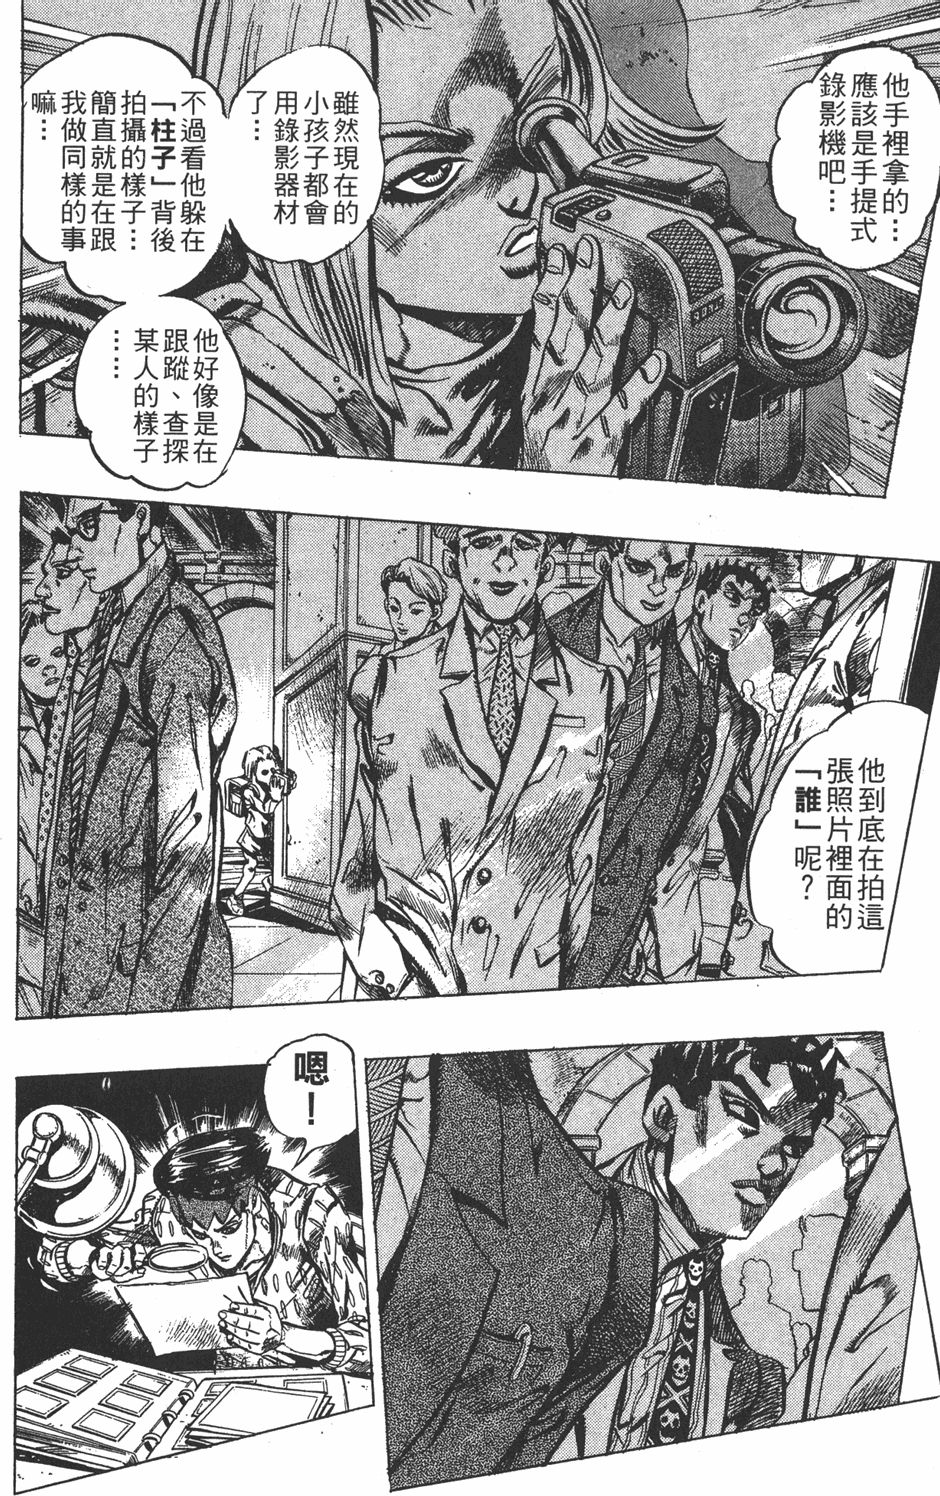 他手裡拿的…
應該是手提式
錄影機吧…
雖然現在的
小孩子都會
用錄影器材
了…
不過看他躲在
「柱子」背後
拍攝的樣子…
簡直就是在跟
我做同樣的事
嘛…
他好像是在
跟蹤、查探
某人的樣子
……
他到底在拍這
張照片裡面的
「誰」呢？
嗯！